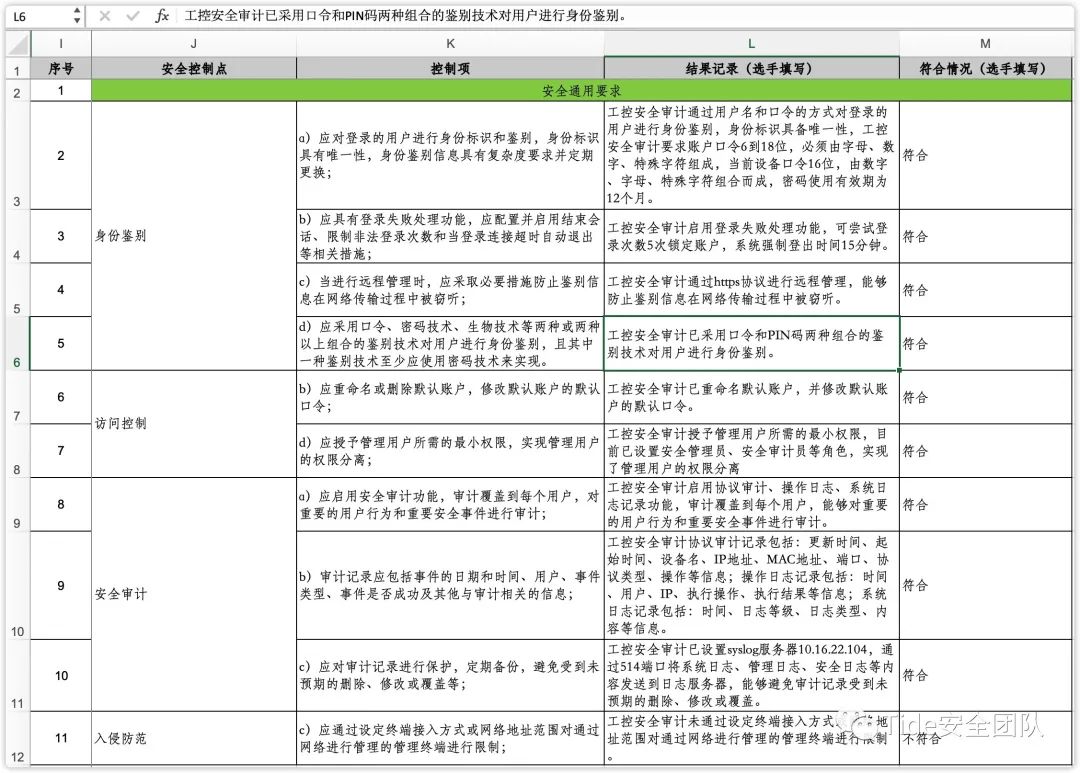 L6 fx 工控安全审计已采用口令和PIN码两种组合的鉴别技术对用户进行身份鉴别。
I J K L M
1 序号 安全控制点 控制项 结果记录（选手填写） 符合情况（选手填写）
2 1 安全通用要求
3 2
身份鉴别
a）应对登录的用户进行身份标识和鉴别，身份标识
具有唯一性，身份鉴别信息具有复杂度要求并定期
更换；
工控安全审计通过用户名和口令的方式对登录的
用户进行身份鉴别，身份标识具备唯一性，工控
安全审计要求账户口令6到18位，必须由字母、数
字、特殊字符组成，当前设备口令16位，由数字
、字母、特殊字符组合而成，密码使用有效期为
12个月。
符合
4 3
b）应具有登录失败处理功能，应配置并启用结束会
话、限制非法登录次数和当登录连接超时自动退出
等相关措施；
工控安全审计启用登录失败处理功能，可尝试登
录次数5次锁定账户，系统强制登出时间15分钟。
符合
5 4
c）当进行远程管理时，应采取必要措施防止鉴别信
息在网络传输过程中被窃听；
工控安全审计通过https协议进行远程管理，能够
防止鉴别信息在网络传输过程中被窃听。
符合
6 5
d）应采用口令、密码技术、生物技术等两种或两种
以上组合的鉴别技术对用户进行身份鉴别，且其中
一种鉴别技术至少应使用密码技术来实现。
工控安全审计已采用口令和PIN码两种组合的鉴
别技术对用户进行身份鉴别。
符合
7 6
访问控制
b）应重命名或删除默认账户，修改默认账户的默认
口令；
工控安全审计已重命名默认账户，并修改默认账
户的默认口令。
符合
8 7
d）应授予管理用户所需的最小权限，实现管理用户
的权限分离；
工控安全审计授予管理用户所需的最小权限，目
前已设置安全管理员、安全审计员等角色，实现
了管理用户的权限分离
符合
9 8
安全审计
a）应启用安全审计功能，审计覆盖到每个用户，对
重要的用户行为和重要安全事件进行审计；
工控安全审计启用协议审计、操作日志、系统日
志记录功能，审计覆盖到每个用户，能够对重要
的用户行为和重要安全事件进行审计。
符合
10 9
b）审计记录应包括事件的日期和时间、用户、事件
类型、事件是否成功及其他与审计相关的信息；
工控安全审计协议审计记录包括：更新时间、起
始时间、设备名、IP地址、MAC地址、端口、协
议类型、操作等信息；操作日志记录包括：时间
、用户、IP、执行操作、执行结果等信息；系统
日志记录包括：时间、日志等级、日志类型、内
容等信息。
符合
11 10
c）应对审计记录进行保护，定期备份，避免受到未
预期的删除、修改或覆盖等；
工控安全审计已设置syslog服务器10.16.22.104，通
过514端口将系统日志、管理日志、安全日志等内
容发送到日志服务器，能够避免审计记录受到未
预期的删除、修改或覆盖。
符合
12 11
入侵防范
c）应通过设定终端接入方式或网络地址范围对通过
网络进行管理的管理终端进行限制；
工控安全审计未通过设定终端接入方式 地
址范围对通过网络进行管理的管理终端进行限制
。
不符合
Tide安全团队